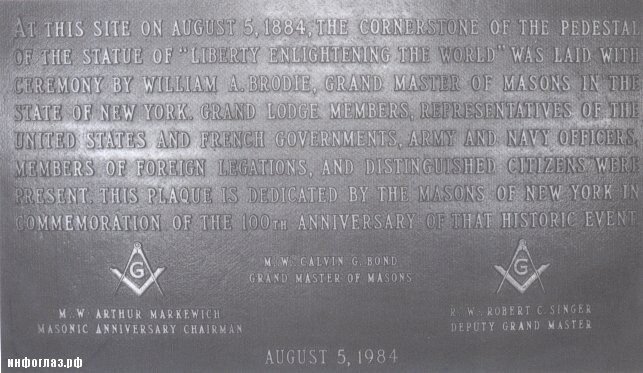 AT THIS SITE ON AUGUST 5, 1884, THE CORNERSTONE OF THE PEDESTAL
OF THE STATUE OF "LIBERTY ENLIGHTENING THE WORLD" WAS LAID WITH
CEREMONY BY WILLIAM A. BRODIE, GRAND MASTER OF MASONS IN THE
STATE OF NEW YORK. GRAND LODGE MEMBERS, REPRESENTATIVES OF THE
UNITED STATES AND FRENCH GOVERNMENTS, ARMY AND NAVY OFFICERS,
MEMBERS OF FOREIGN LEGATIONS, AND DISTINGUISHED CITIZENS WERE
PRESENT. THIS PLAQUE IS DEDICATED BY THE MASONS OF NEW YORK IN
COMMEMORATION OF THE 100TH ANNIVERSARY OF THAT HISTORIC EVENT.
G
M∴W∴ ARTHUR MARKEWICH
MASONIC ANNIVERSARY CHAIRMAN
M∴W∴ CALVIN G. BOND
GRAND MASTER OF MASONS
G
R∴W∴ ROBERT C. SINGER
DEPUTY GRAND MASTER
AUGUST 5, 1984
инфоглаз.рф